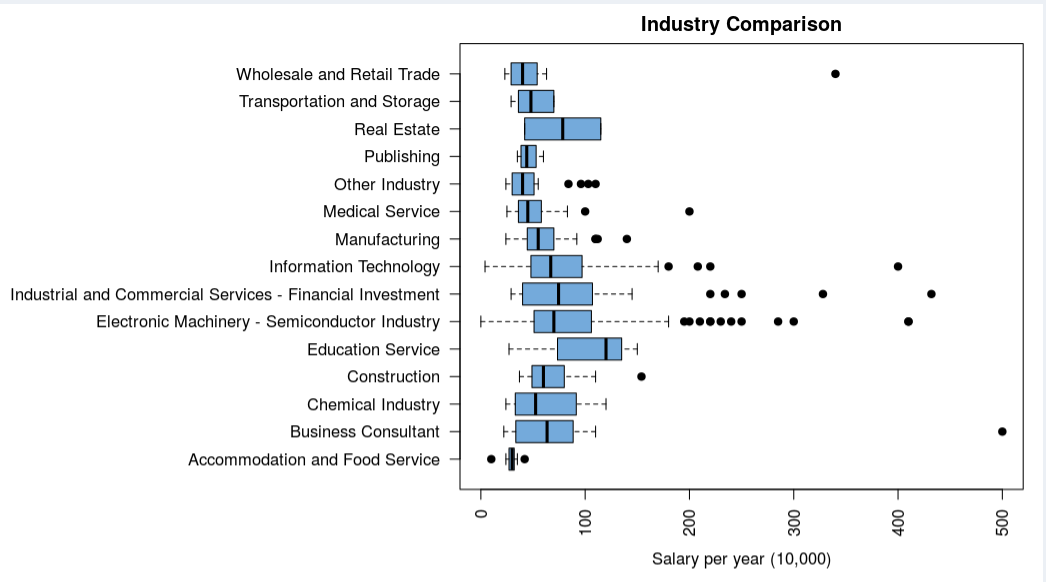 Industry Comparison
Wholesale and Retail Trade
Transportation and Storage
Real Estate
Publishing
Other Industry
Medical Service
Manufacturing
Information Technology
Industrial and Commercial Services - Financial Investment
Electronic Machinery - Semiconductor Industry
Education Service
Construction
Chemical Industry
Business Consultant
Accommodation and Food Service
0 100 200 300 400 500
Salary per year (10,000)